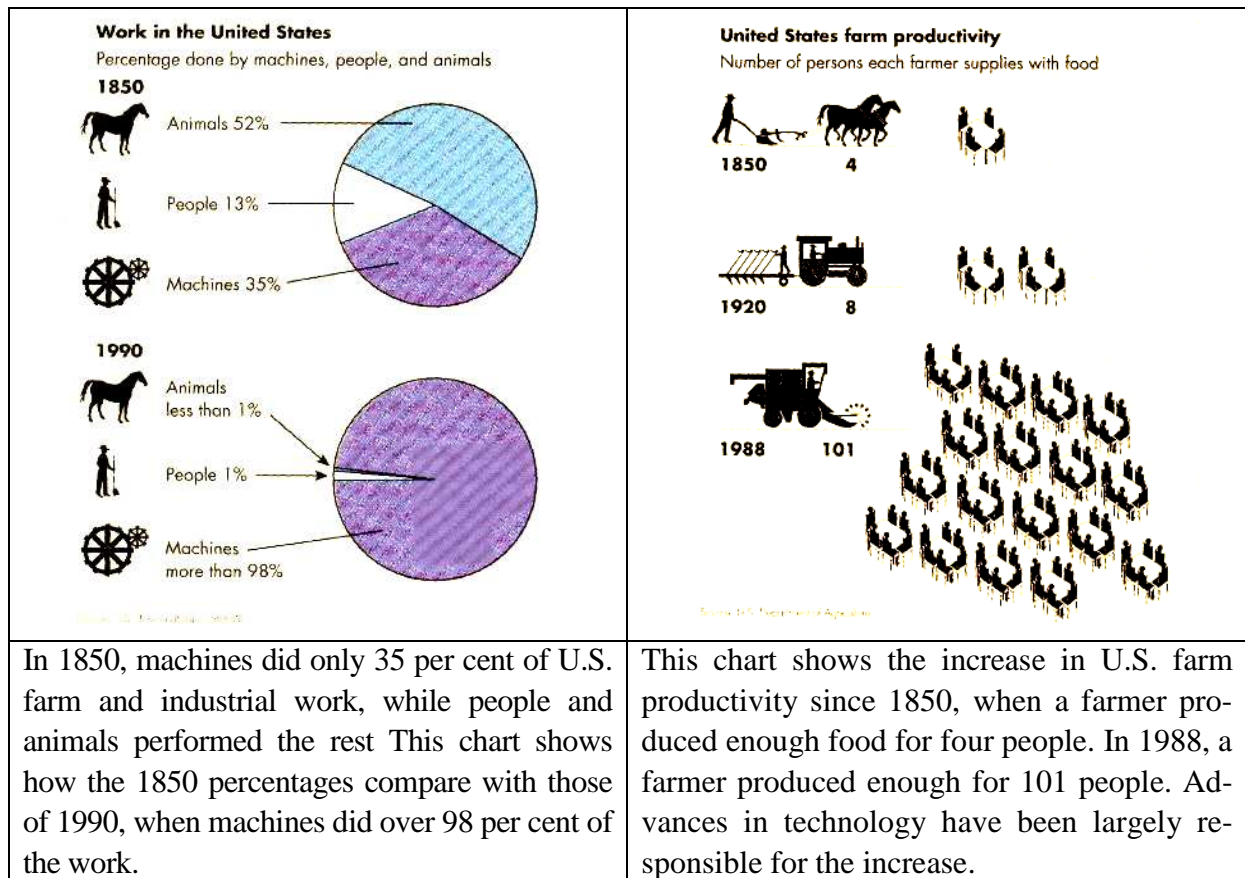 Work in the United States
Percentage done by machines, people, and animals
1850
Animals 52%
People 13%
Machines 35%
1990
Animals
less than 1%
People 1%
Machines
more than 98%
In 1850, machines did only 35 per cent of U.S.
farm and industrial work, while people and
animals performed the rest This chart shows
how the 1850 percentages compare with those
of 1990, when machines did over 98 per cent of
the work.
United States farm productivity
Number of persons each farmer supplies with food
1850 4
1920 8
1988 101
This chart shows the increase in U.S. farm
productivity since 1850, when a farmer pro-
duced enough food for four people. In 1988, a
farmer produced enough for 101 people. Ad-
vances in technology have been largely re-
sponsible for the increase.